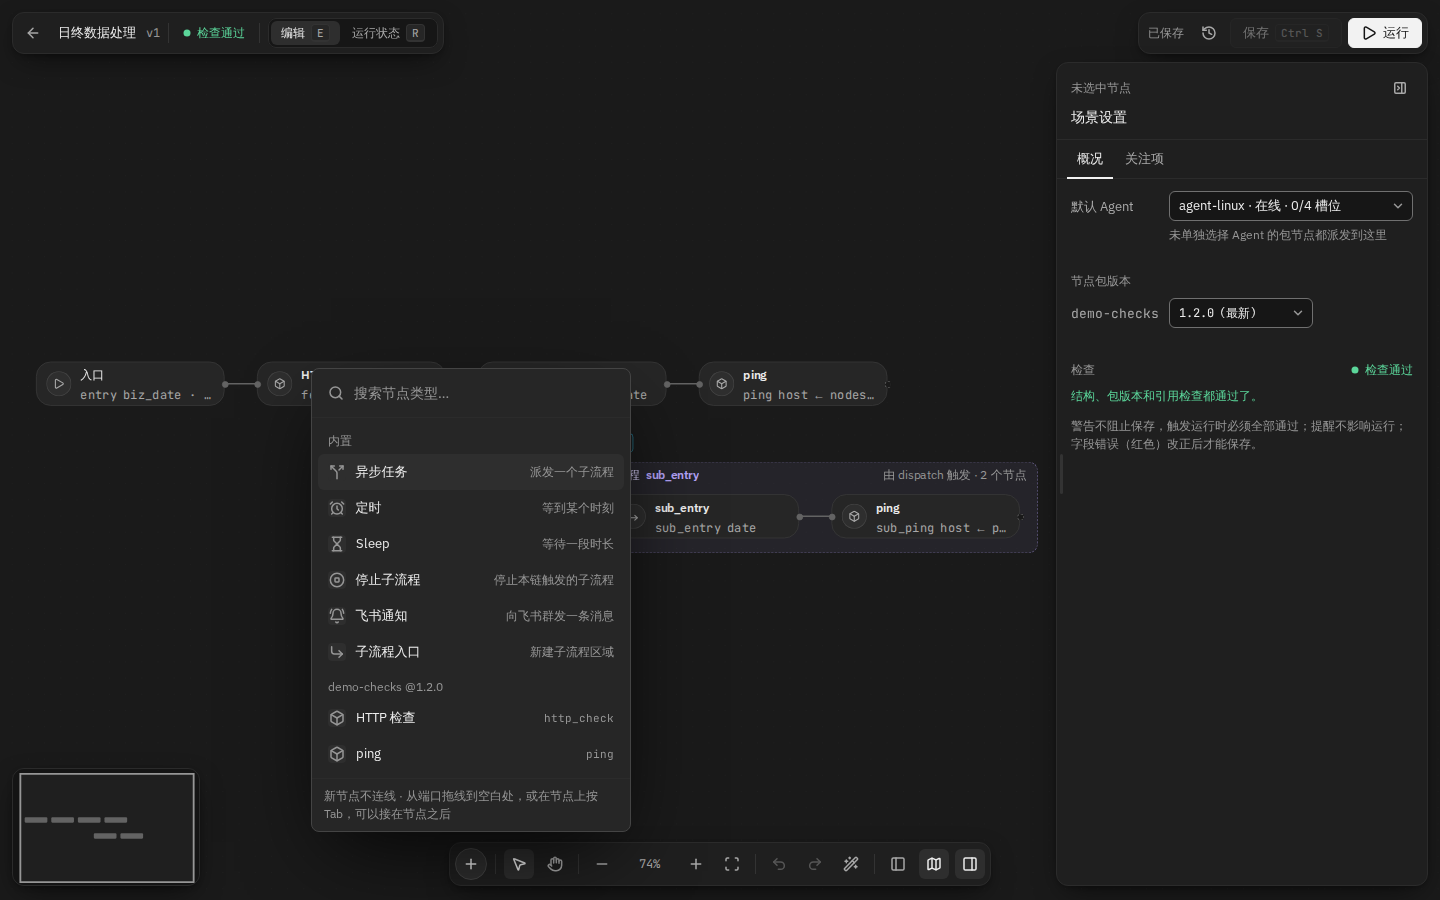 日终数据处理 v1 检查通过 编辑 E 运行状态 R
已保存 保存 Ctrl S 运行
未选中节点
场景设置
概况 关注项
默认 Agent agent-linux · 在线 · 0/4 槽位
未单独选择 Agent 的包节点都派发到这里
节点包版本
demo-checks 1.2.0 (最新)
检查 检查通过
结构、包版本和引用检查都通过了。
警告不阻止保存，触发运行时必须全部通过；提醒不影响运行；
字段错误（红色）改正后才能保存。
入口
entry biz_date · …
ping
ping host ← nodes…
程 sub_entry 由 dispatch 触发 · 2 个节点
sub_entry
sub_entry date
ping
sub_ping host ← p…
搜索节点类型...
内置
异步任务 派发一个子流程
定时 等到某个时刻
Sleep 等待一段时长
停止子流程 停止本链触发的子流程
飞书通知 向飞书群发一条消息
子流程入口 新建子流程区域
demo-checks @1.2.0
HTTP 检查 http_check
ping ping
新节点不连线 · 从端口拖线到空白处，或在节点上按
Tab，可以接在节点之后
74%